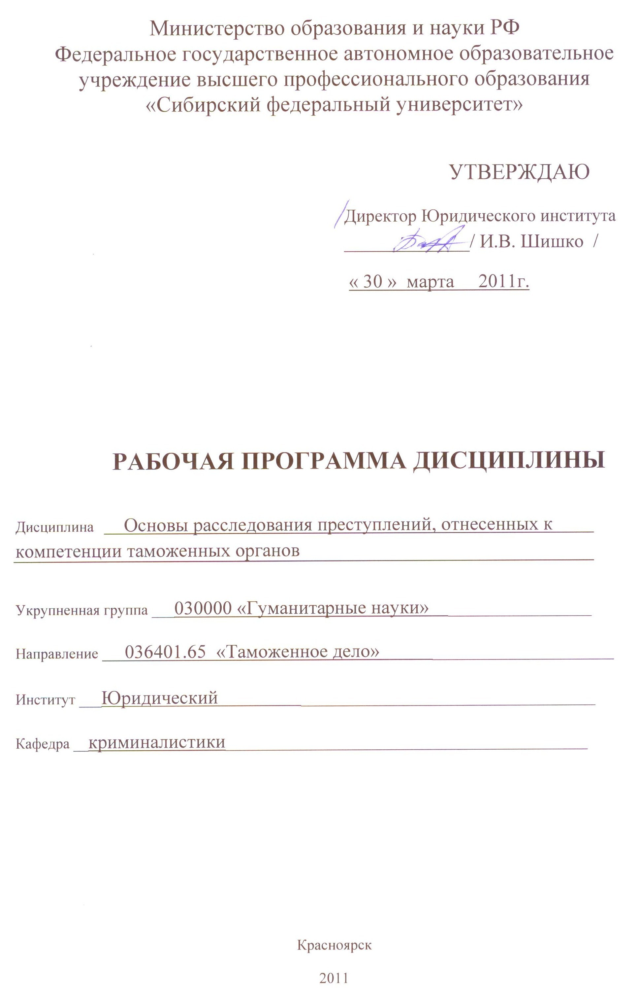 Министерство образования и науки РФ
Федеральное государственное автономное образовательное
учреждение высшего профессионального образования
«Сибирский федеральный университет»
УТВЕРЖДАЮ
Директор Юридического института
/ И.В. Шишко /
« 30 » марта 2011г.
РАБОЧАЯ ПРОГРАММА ДИСЦИПЛИНЫ
Дисциплина Основы расследования преступлений, отнесенных к
компетенции таможенных органов
Укрупненная группа 030000 «Гуманитарные науки»
Направление 036401.65 «Таможенное дело»
Институт Юридический
Кафедра криминалистики
Красноярск
2011